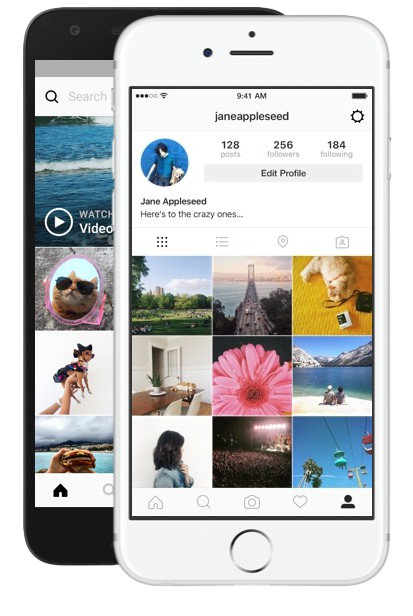 Search
WATCH
Video
9:41 AM
janeappleseed
128
posts
256
followers
184
following
Edit Profile
Jane Appleseed
Here's to the crazy ones...